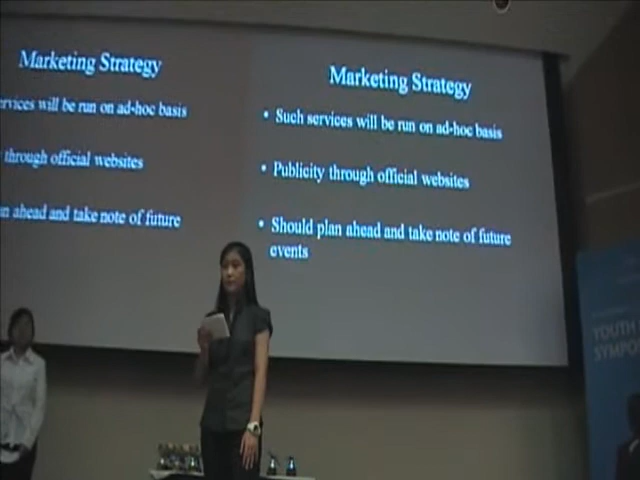 Marketing Strategy
services will be run on ad-hoc basis
through official websites
ahead and take note of future
Marketing Strategy
• Such services will be run on ad-hoc basis
• Publicity through official websites
• Should plan ahead and take note of future
events
YOUTH